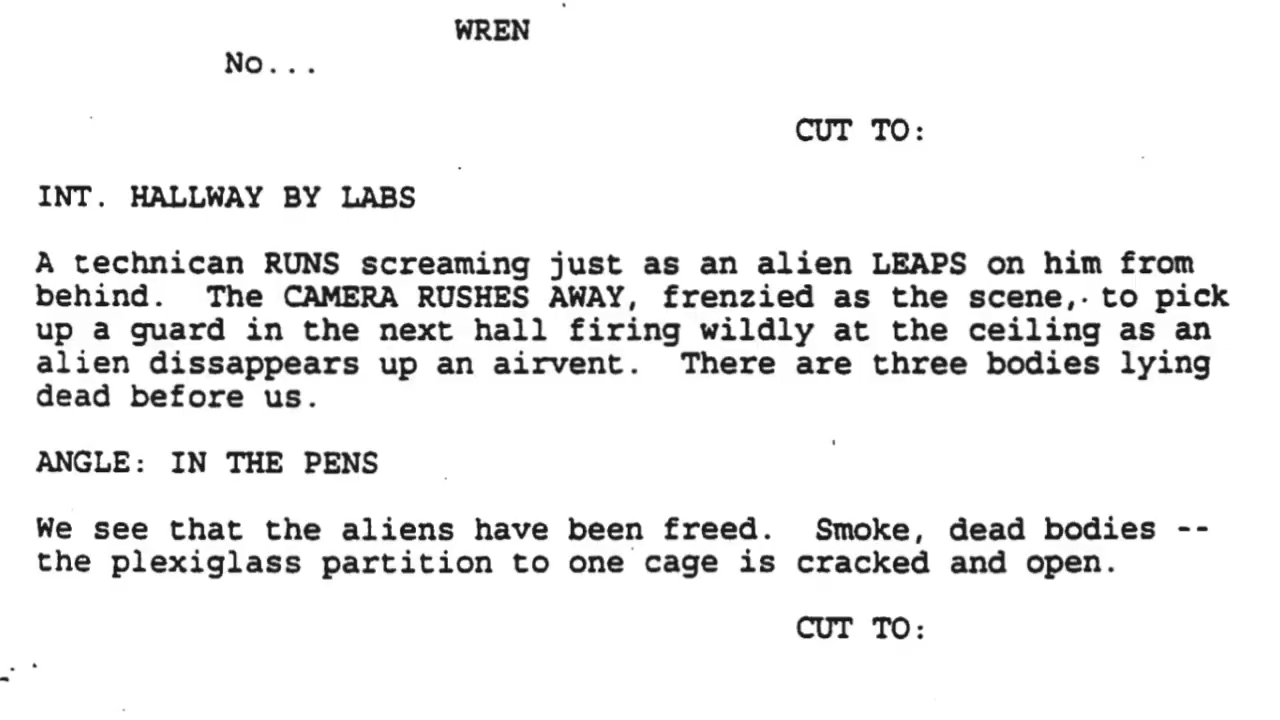 WREN
No...
CUT TO:
INT. HALLWAY BY LABS
A technican RUNS screaming just as an alien LEAPS on him from
behind. The CAMERA RUSHES AWAY, frenzied as the scene, to pick
up a guard in the next hall firing wildly at the ceiling as an
alien dissappears up an airvent. There are three bodies lying
dead before us.
ANGLE: IN THE PENS
We see that the aliens have been freed. Smoke, dead bodies --
the plexiglass partition to one cage is cracked and open.
CUT TO: